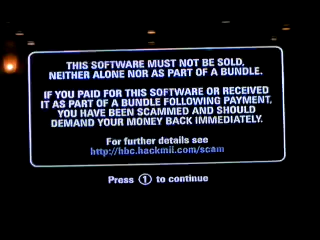 THIS SOFTWARE MUST NOT BE SOLD,
NEITHER ALONE NOR AS PART OF A BUNDLE.
IF YOU PAID FOR THIS SOFTWARE OR RECEIVED
IT AS PART OF A BUNDLE FOLLOWING PAYMENT,
YOU HAVE BEEN SCAMMED AND SHOULD
DEMAND YOUR MONEY BACK IMMEDIATELY.
For further details see
http://hbc.hackmii.com/scam
Press 1 to continue